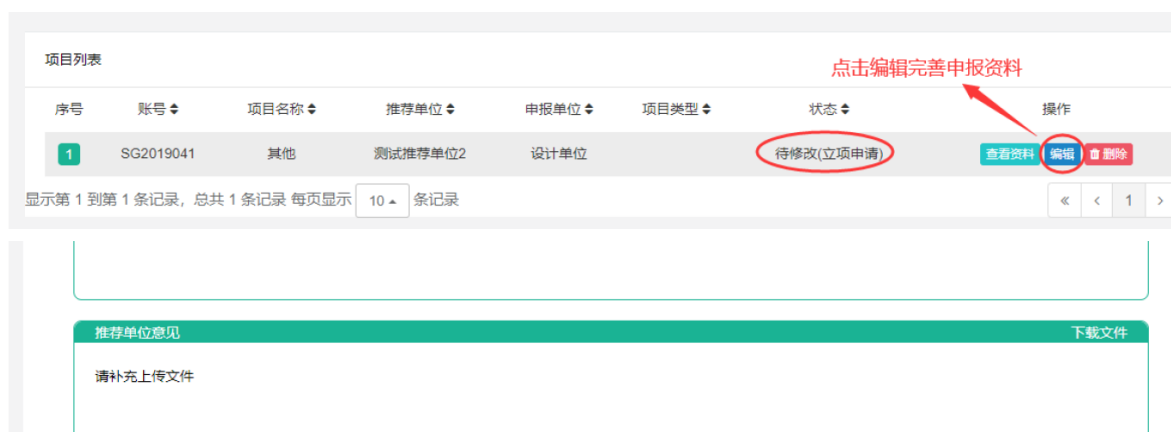 项目列表
点击编辑完善申报资料
序号 账号 项目名称 推荐单位 申报单位 项目类型 状态 操作
1 SG2019041 其他 测试推荐单位2 设计单位 待修改(立项申请) 查看资料 编辑 删除
显示第 1 到第 1 条记录，总共 1 条记录 每页显示 10 条记录 « < 1 >
推荐单位意见 下载文件
请补充上传文件